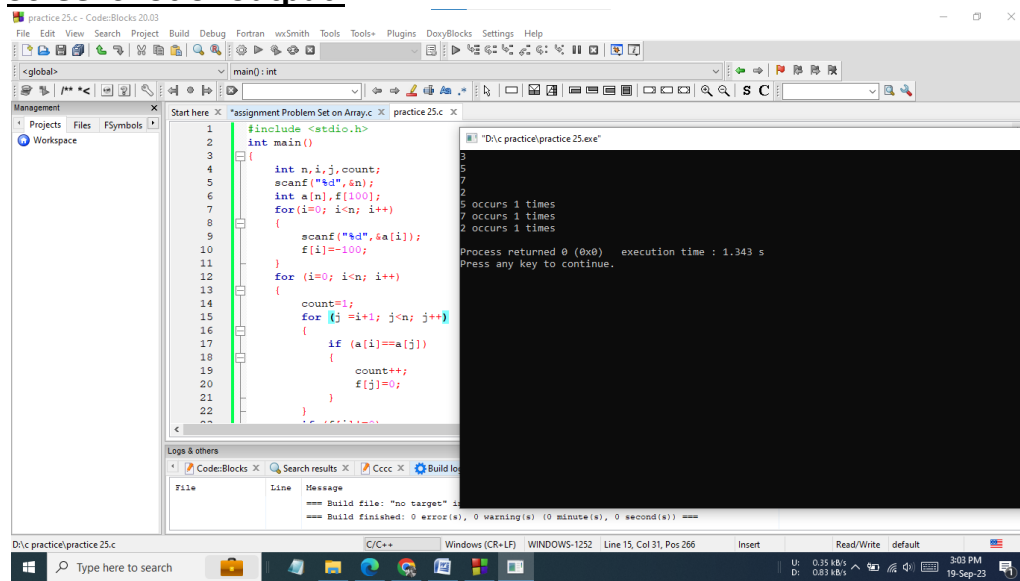 practice 25.c - Code::Blocks 20.03
File Edit View Search Project Build Debug Fortran wxSmith Tools Tools+ Plugins DoxyBlocks Settings Help
<global>
main() : int
S C
Management
Projects Files FSymbols
Workspace
Start here *assignment Problem Set on Array.c practice 25.c
1 #include <stdio.h>
2 int main()
3 {
4 int n,i,j,count;
5 scanf("%d",&n);
6 int a[n],f[100];
7 for(i=0; i<n; i++)
8 {
9 scanf("%d",&a[i]);
10 f[i]=-100;
11 }
12 for (i=0; i<n; i++)
13 {
14 count=1;
15 for (j =i+1; j<n; j++)
16 {
17 if (a[i]==a[j])
18 {
19 count++;
20 f[j]=0;
21 }
22 }
"D:\c practice\practice 25.exe"
3
5
7
2
5 occurs 1 times
7 occurs 1 times
2 occurs 1 times
Process returned 0 (0x0) execution time : 1.343 s
Press any key to continue.
Logs & others
Code::Blocks Search results Cccc Build lo
File Line Message
=== Build file: "no target" i
=== Build finished: 0 error(s), 0 warning(s) (0 minute(s), 0 second(s)) ===
D:\c practice\practice 25.c C/C++ Windows (CR+LF) WINDOWS-1252 Line 15, Col 31, Pos 266 Insert Read/Write default
Type here to search
U: 0.35 kB/s
D: 0.83 kB/s
3:03 PM
19-Sep-23